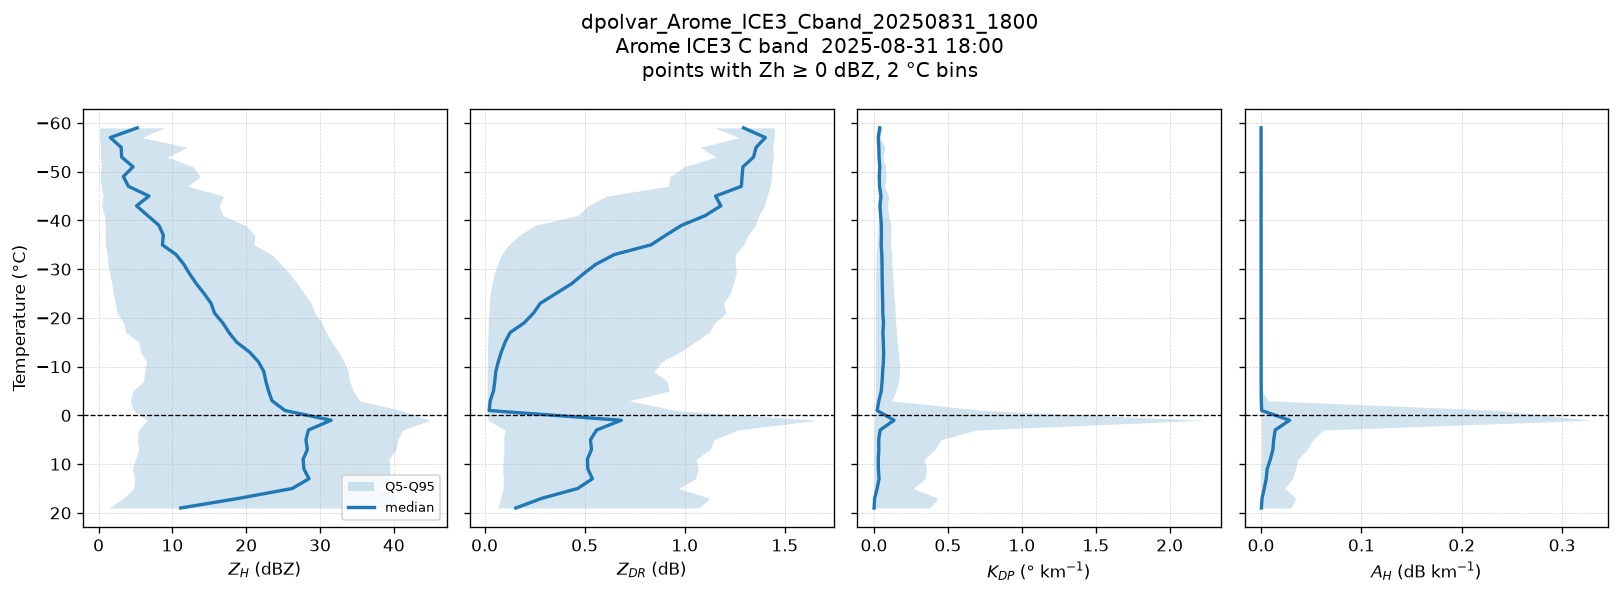 dpolvar_Arome_ICE3_Cband_20250831_1800
Arome ICE3 C band  2025-08-31 18:00
points with Zh ≥ 0 dBZ, 2 °C bins
Temperature (°C)
−60
−50
−40
−30
−20
−10
0
10
20
Q5-Q95
median
0 10 20 30 40
0.0 0.5 1.0 1.5
0.0 0.5 1.0 1.5 2.0
0.0 0.1 0.2 0.3
Z_H (dBZ)
Z_DR (dB)
K_DP (° km⁻¹)
A_H (dB km⁻¹)